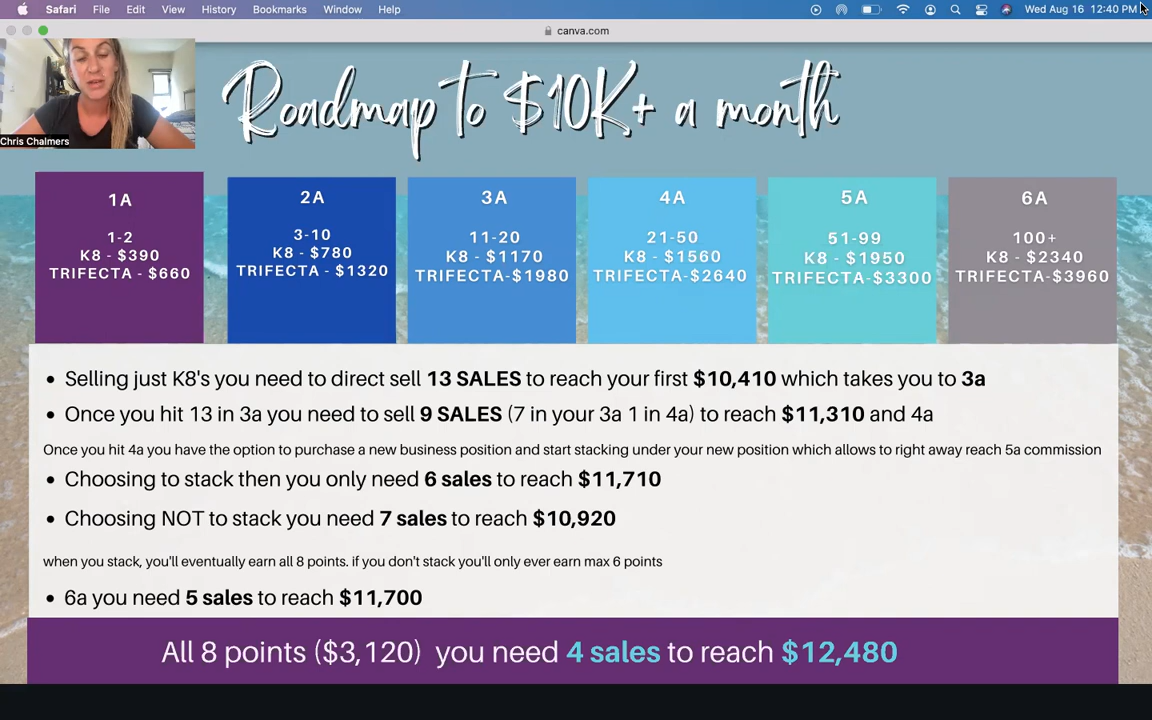 Safari File Edit View History Bookmarks Window Help Wed Aug 16 12:40 PM
canva.com
Chris Chalmers
Roadmap to $10K+ a month
1A
1-2
K8 - $390
TRIFECTA - $660
2A
3-10
K8 - $780
TRIFECTA - $1320
3A
11-20
K8 - $1170
TRIFECTA-$1980
4A
21-50
K8 - $1560
TRIFECTA-$2640
5A
51-99
K8 - $1950
TRIFECTA-$3300
6A
100+
K8 - $2340
TRIFECTA-$3960
• Selling just K8's you need to direct sell 13 SALES to reach your first $10,410 which takes you to 3a
• Once you hit 13 in 3a you need to sell 9 SALES (7 in your 3a 1 in 4a) to reach $11,310 and 4a
Once you hit 4a you have the option to purchase a new business position and start stacking under your new position which allows to right away reach 5a commission
• Choosing to stack then you only need 6 sales to reach $11,710
• Choosing NOT to stack you need 7 sales to reach $10,920
when you stack, you'll eventually earn all 8 points. if you don't stack you'll only ever earn max 6 points
• 6a you need 5 sales to reach $11,700
All 8 points ($3,120) you need 4 sales to reach $12,480